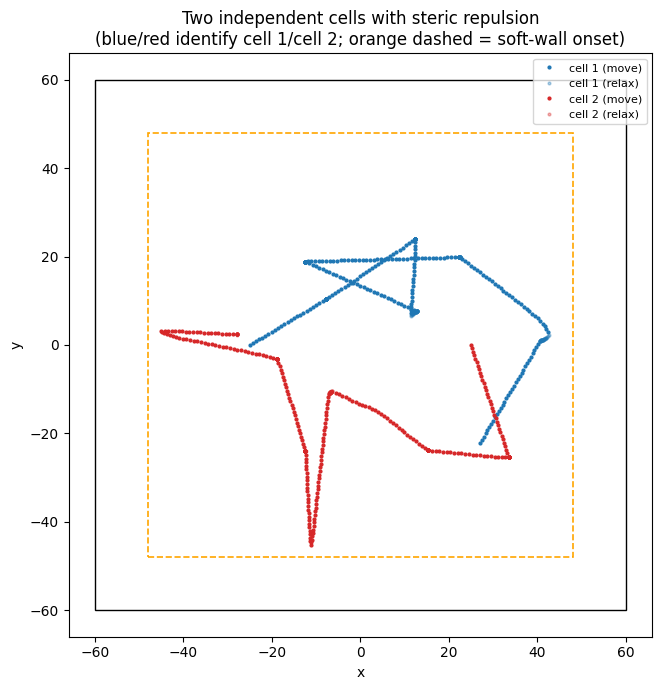 Two independent cells with steric repulsion
(blue/red identify cell 1/cell 2; orange dashed = soft-wall onset)
cell 1 (move)
cell 1 (relax)
cell 2 (move)
cell 2 (relax)
60
40
20
0
−20
−40
−60
y
−60 −40 −20 0 20 40 60
x